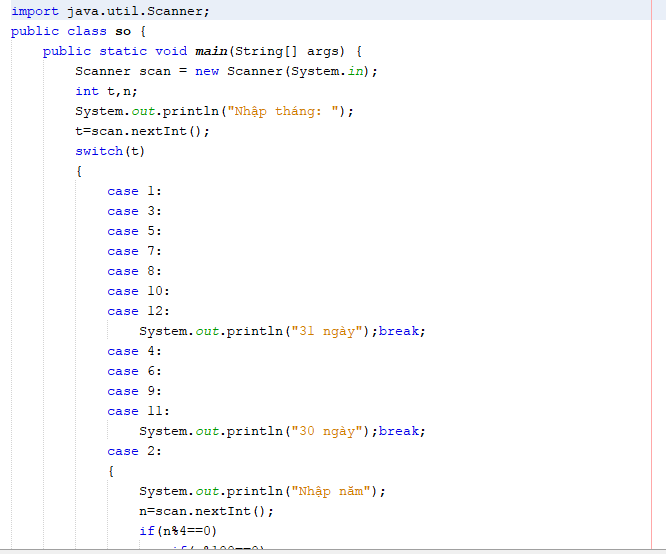 import java.util.Scanner;
public class so {
    public static void main(String[] args) {
        Scanner scan = new Scanner(System.in);
        int t,n;
        System.out.println("Nhập tháng: ");
        t=scan.nextInt();
        switch(t)
        {
            case 1:
            case 3:
            case 5:
            case 7:
            case 8:
            case 10:
            case 12:
                System.out.println("31 ngày");break;
            case 4:
            case 6:
            case 9:
            case 11:
                System.out.println("30 ngày");break;
            case 2:
            {
                System.out.println("Nhập năm");
                n=scan.nextInt();
                if(n%4==0)